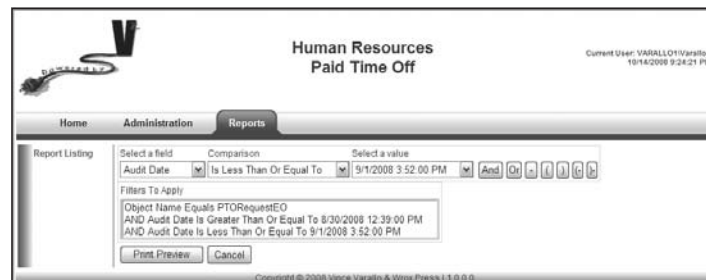 powered by V
Human Resources
Paid Time Off
Current User: VARALLO1\Varallo
10/14/2008 9:24:21 PM
Home Administration Reports
Report Listing
Select a field Comparison Select a value
Audit Date Is Less Than Or Equal To 9/1/2008 3:52:00 PM And Or - ( ) (- )-
Filters To Apply
Object Name Equals PTORequestEO
AND Audit Date Is Greater Than Or Equal To 8/30/2008 12:39:00 PM
AND Audit Date Is Less Than Or Equal To 9/1/2008 3:52:00 PM
Print Preview Cancel
Copyright © 2008 Vince Varallo & Wrox Press | 1.0.0.0